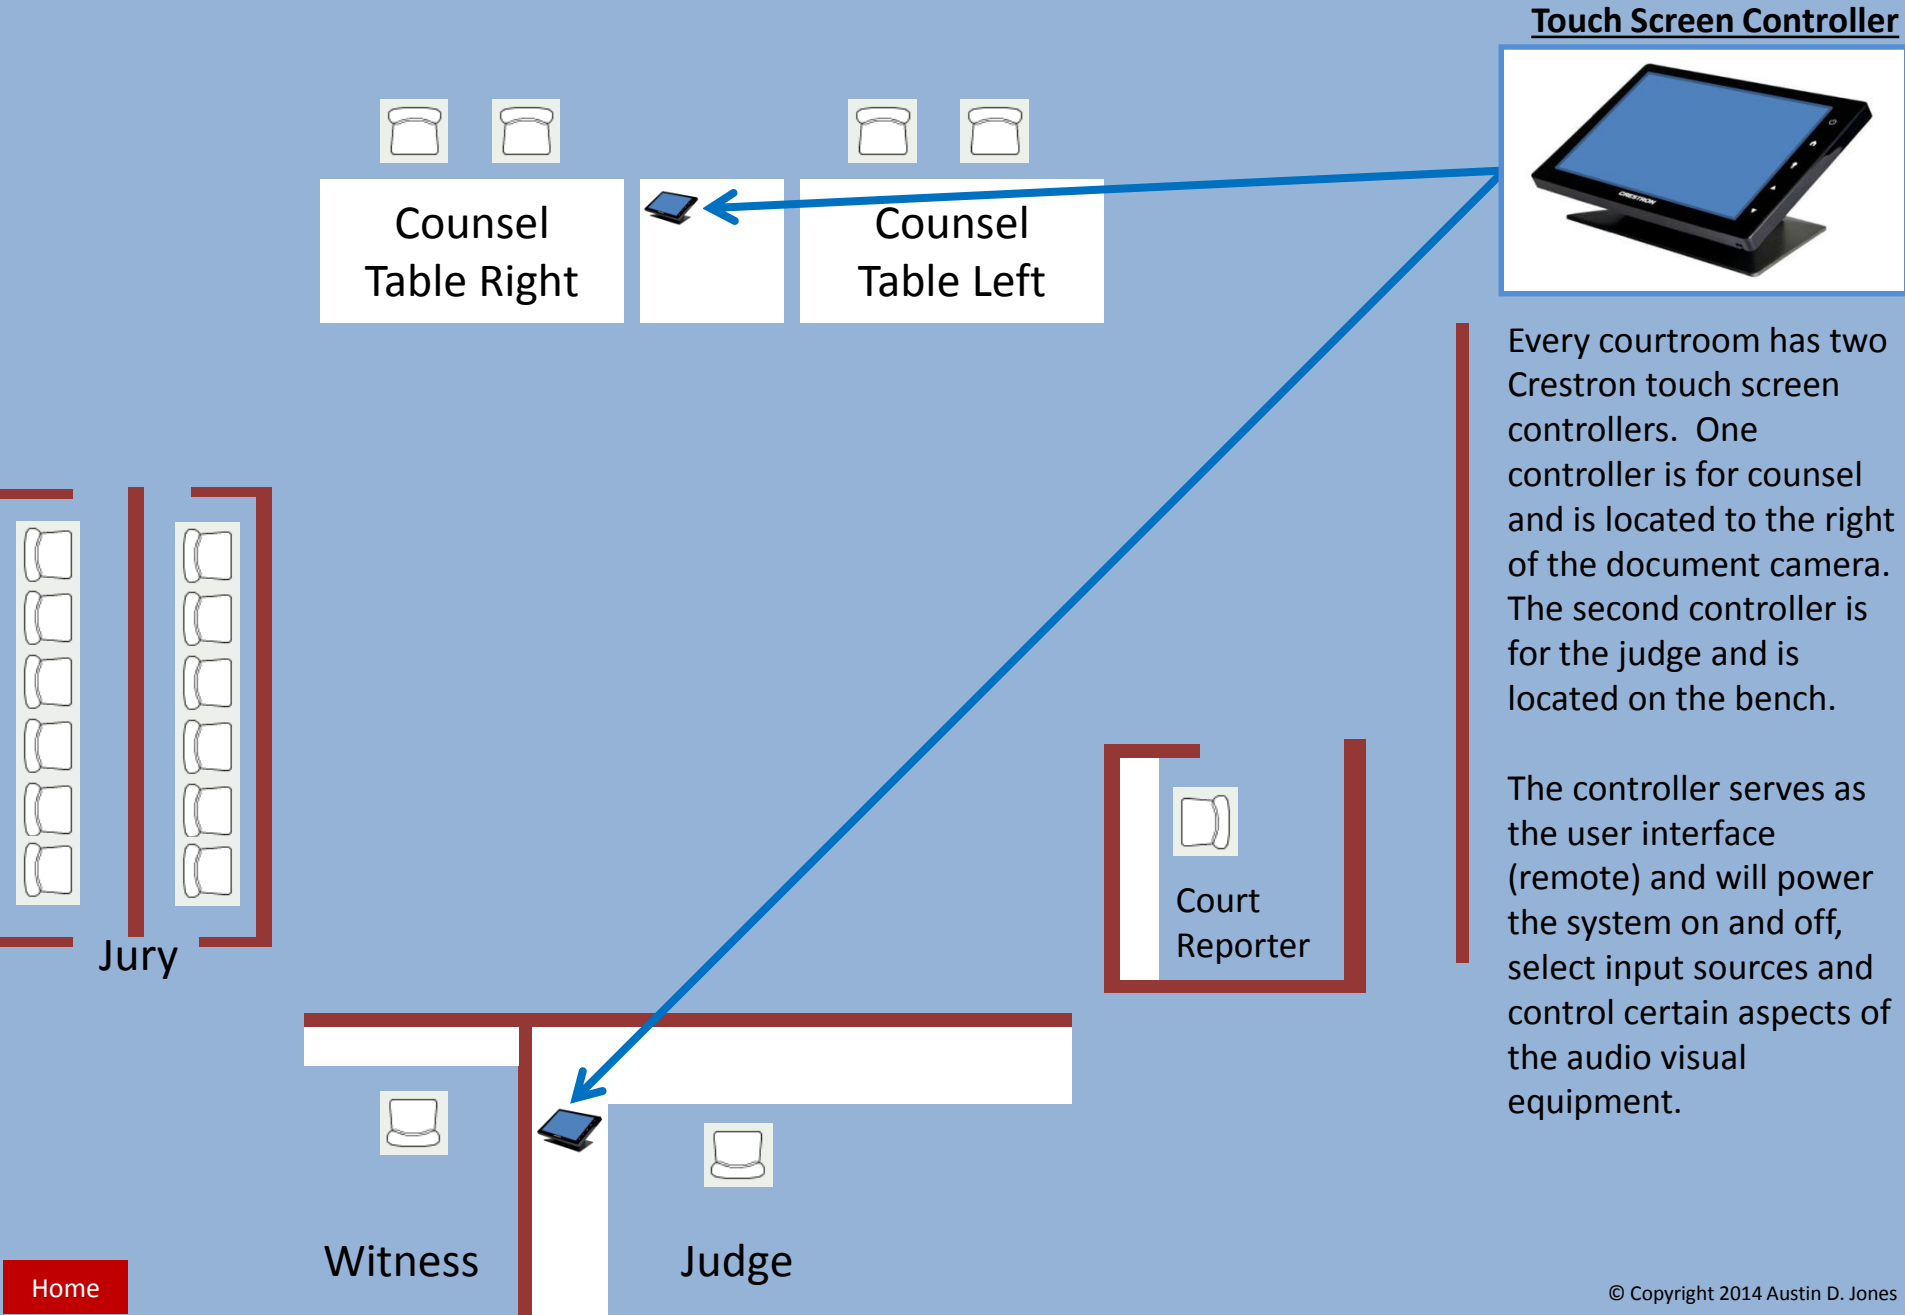 Touch Screen Controller
CRESTRON
Counsel
Table Right
Counsel
Table Left
Every courtroom has two
Crestron touch screen
controllers.  One
controller is for counsel
and is located to the right
of the document camera.
The second controller is
for the judge and is
located on the bench.
The controller serves as
the user interface
(remote) and will power
the system on and off,
select input sources and
control certain aspects of
the audio visual
equipment.
Jury
Court
Reporter
Witness
Judge
Home
© Copyright 2014 Austin D. Jones